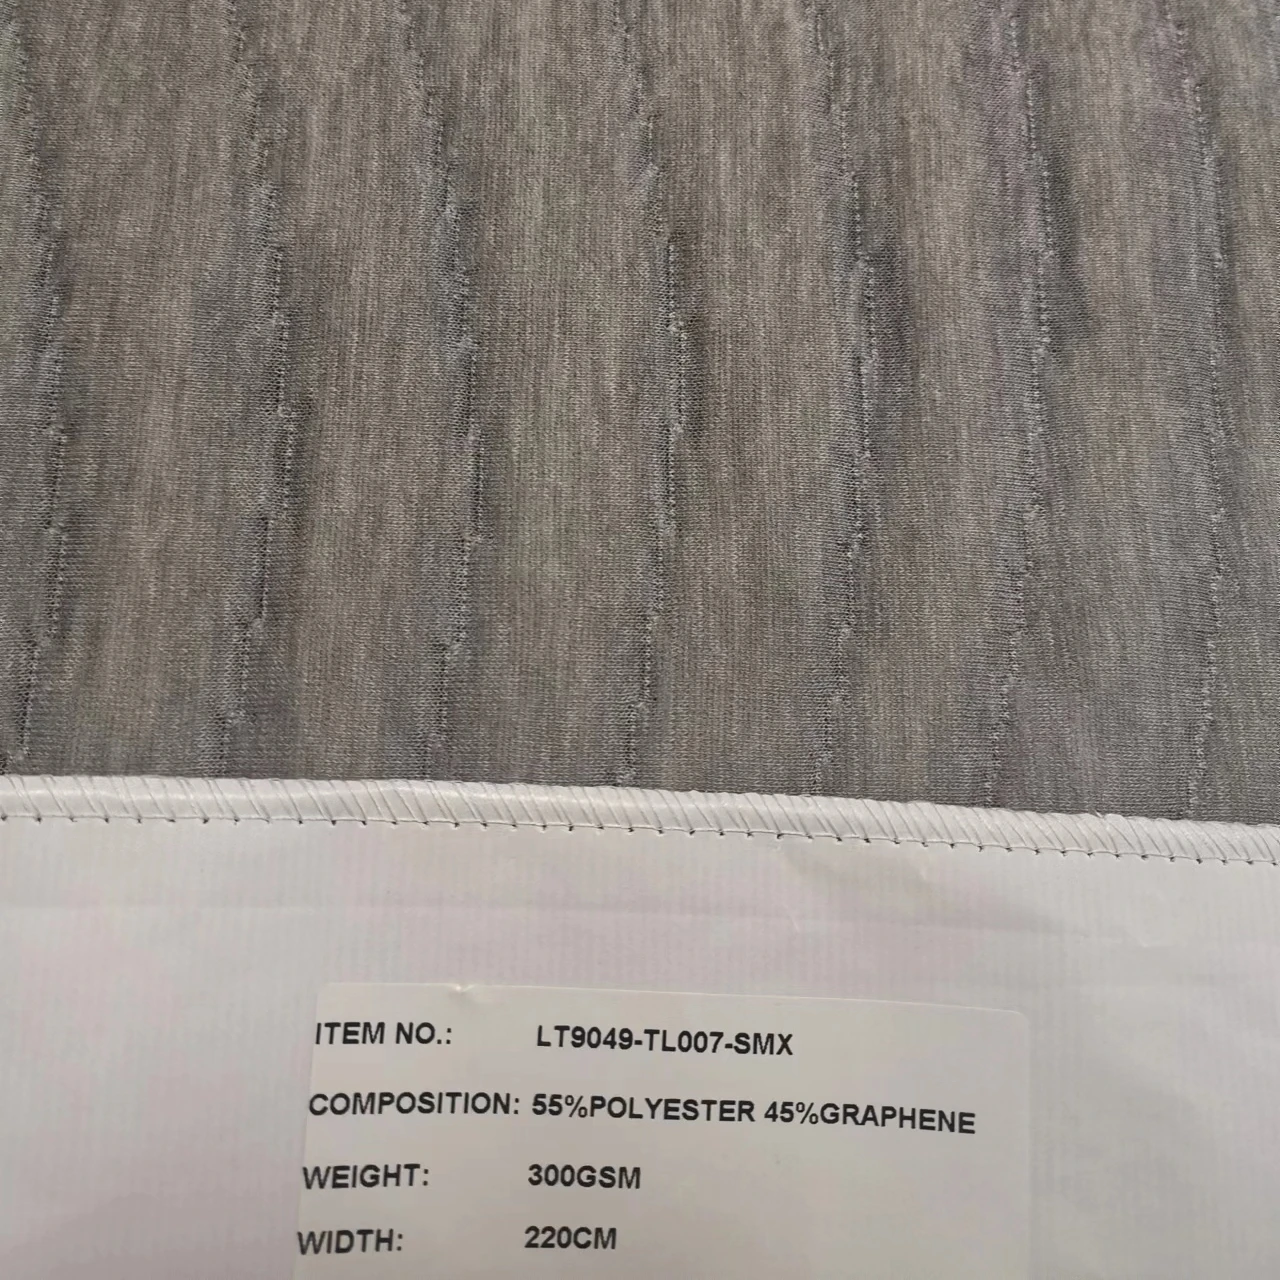 ITEM NO.: LT9049-TL007-SMX
COMPOSITION: 55%POLYESTER 45%GRAPHENE
WEIGHT: 300GSM
WIDTH: 220CM